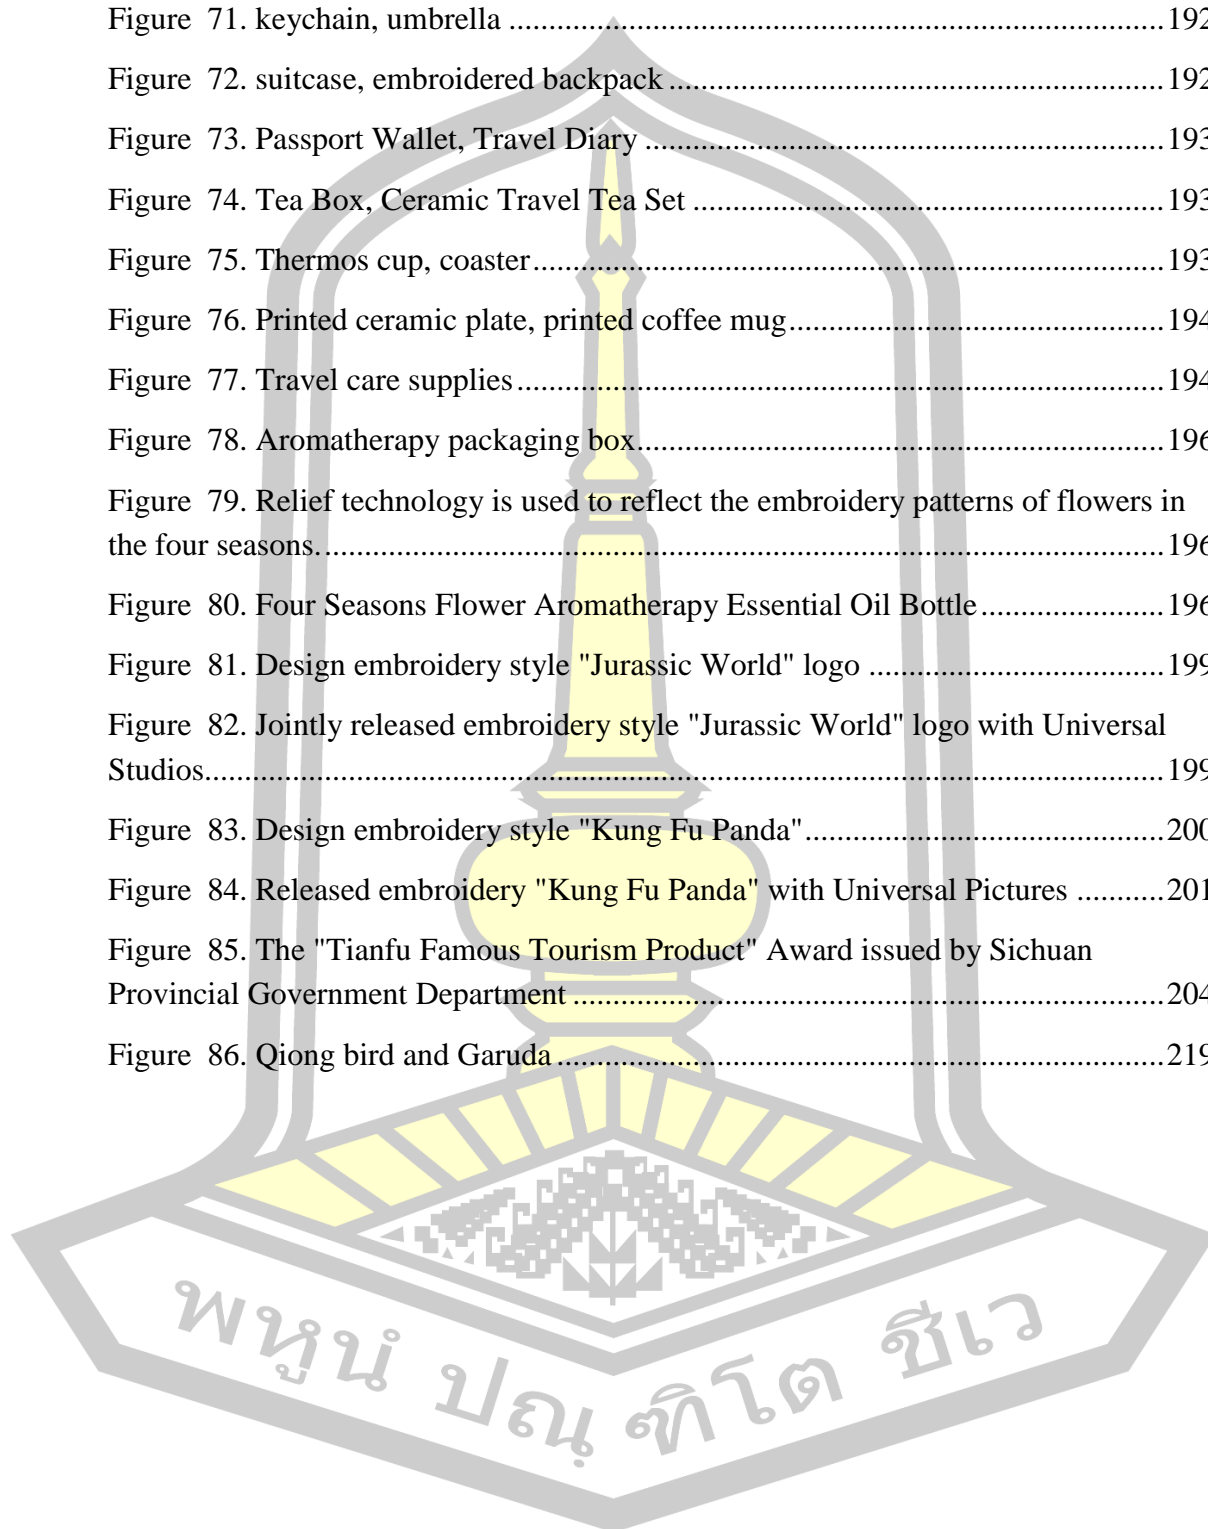 Figure 71. keychain, umbrella ....................................................................................192
Figure 72. suitcase, embroidered backpack ................................................................192
Figure 73. Passport Wallet, Travel Diary ...................................................................193
Figure 74. Tea Box, Ceramic Travel Tea Set .............................................................193
Figure 75. Thermos cup, coaster.................................................................................193
Figure 76. Printed ceramic plate, printed coffee mug.................................................194
Figure 77. Travel care supplies...................................................................................194
Figure 78. Aromatherapy packaging box....................................................................196
Figure 79. Relief technology is used to reflect the embroidery patterns of flowers in
the four seasons...........................................................................................................196
Figure 80. Four Seasons Flower Aromatherapy Essential Oil Bottle.........................196
Figure 81. Design embroidery style "Jurassic World" logo .......................................199
Figure 82. Jointly released embroidery style "Jurassic World" logo with Universal
Studios.........................................................................................................................199
Figure 83. Design embroidery style "Kung Fu Panda"...............................................200
Figure 84. Released embroidery "Kung Fu Panda" with Universal Pictures ...........201
Figure 85. The "Tianfu Famous Tourism Product" Award issued by Sichuan
Provincial Government Department ...........................................................................204
Figure 86. Qiong bird and Garuda..............................................................................219
พหูนํ ปณฺ ฑิโต ชีเว